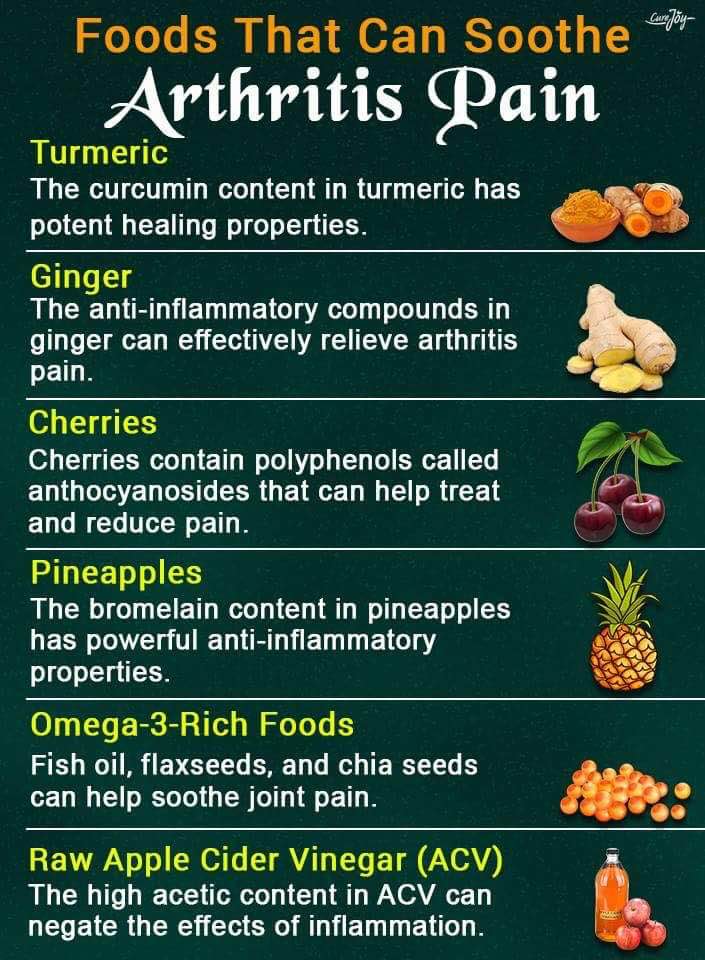 Foods That Can Soothe
CureJoy
Arthritis Pain
Turmeric
The curcumin content in turmeric has
potent healing properties.
Ginger
The anti-inflammatory compounds in
ginger can effectively relieve arthritis
pain.
Cherries
Cherries contain polyphenols called
anthocyanosides that can help treat
and reduce pain.
Pineapples
The bromelain content in pineapples
has powerful anti-inflammatory
properties.
Omega-3-Rich Foods
Fish oil, flaxseeds, and chia seeds
can help soothe joint pain.
Raw Apple Cider Vinegar (ACV)
The high acetic content in ACV can
negate the effects of inflammation.